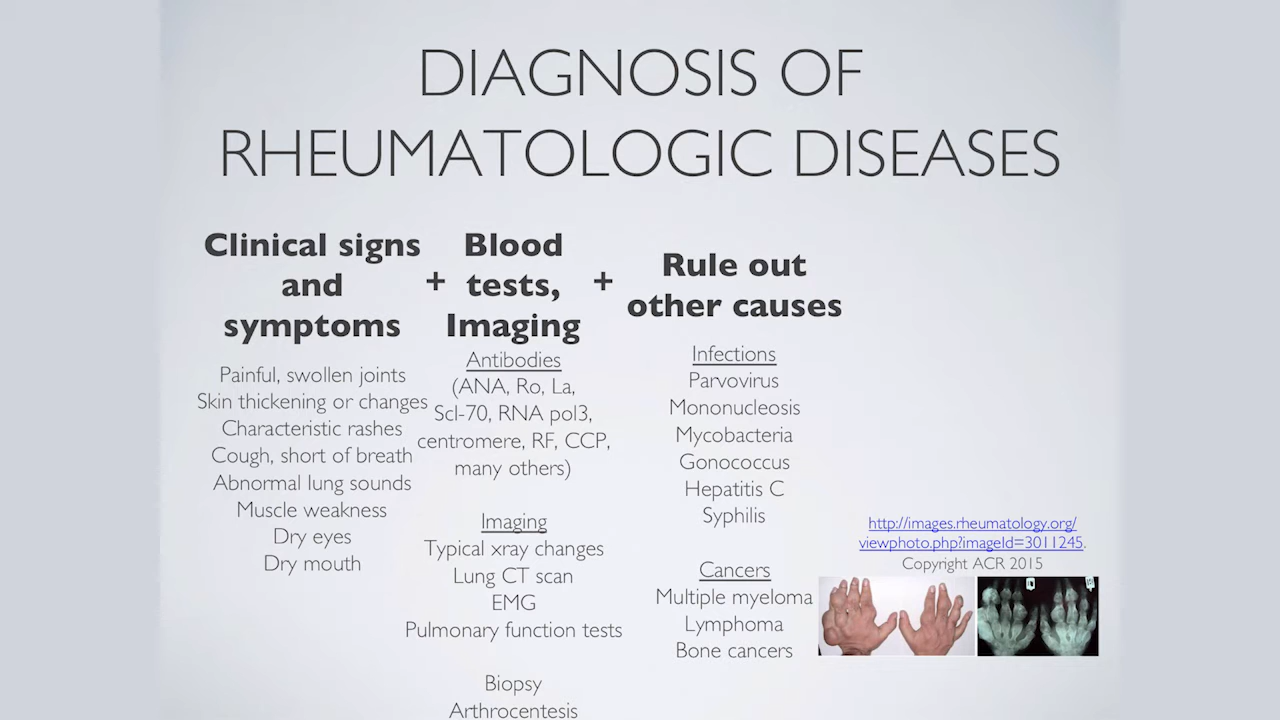 DIAGNOSIS OF
RHEUMATOLOGIC DISEASES
Clinical signs
and
symptoms
+
Blood
tests,
Imaging
+
Rule out
other causes
Painful, swollen joints
Skin thickening or changes
Characteristic rashes
Cough, short of breath
Abnormal lung sounds
Muscle weakness
Dry eyes
Dry mouth
Antibodies
(ANA, Ro, La,
Scl-70, RNA pol3,
centromere, RF, CCP,
many others)
Imaging
Typical xray changes
Lung CT scan
EMG
Pulmonary function tests
Biopsy
Arthrocentesis
Infections
Parvovirus
Mononucleosis
Mycobacteria
Gonococcus
Hepatitis C
Syphilis
Cancers
Multiple myeloma
Lymphoma
Bone cancers
http://images.rheumatology.org/
viewphoto.php?imageId=3011245.
Copyright ACR 2015